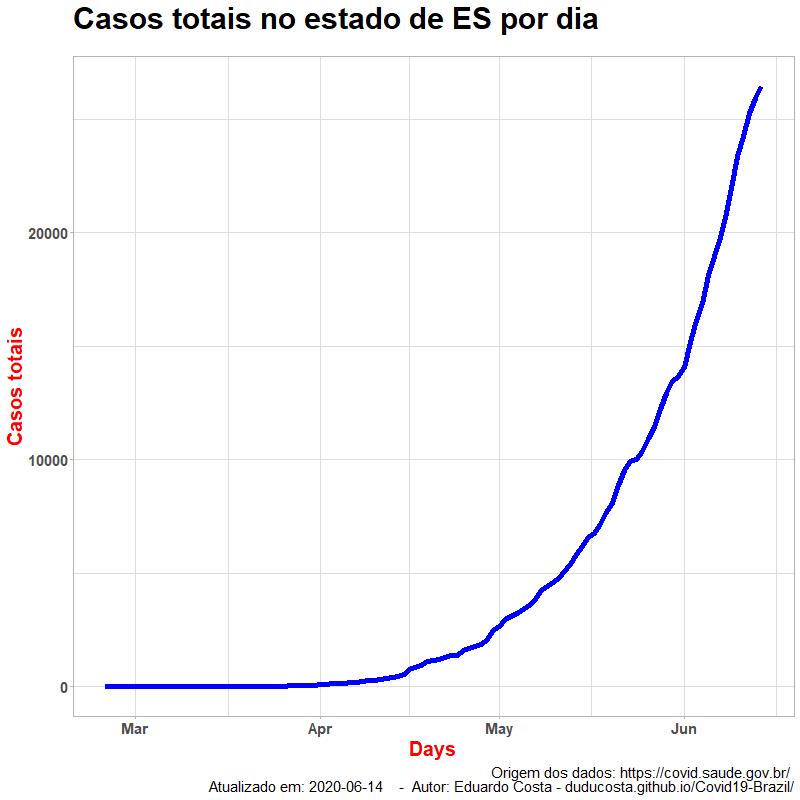 Casos totais no estado de ES por dia
Casos totais
20000
10000
0
Mar Apr May Jun
Days
Origem dos dados: https://covid.saude.gov.br/
Atualizado em: 2020-06-14 - Autor: Eduardo Costa - duducosta.github.io/Covid19-Brazil/